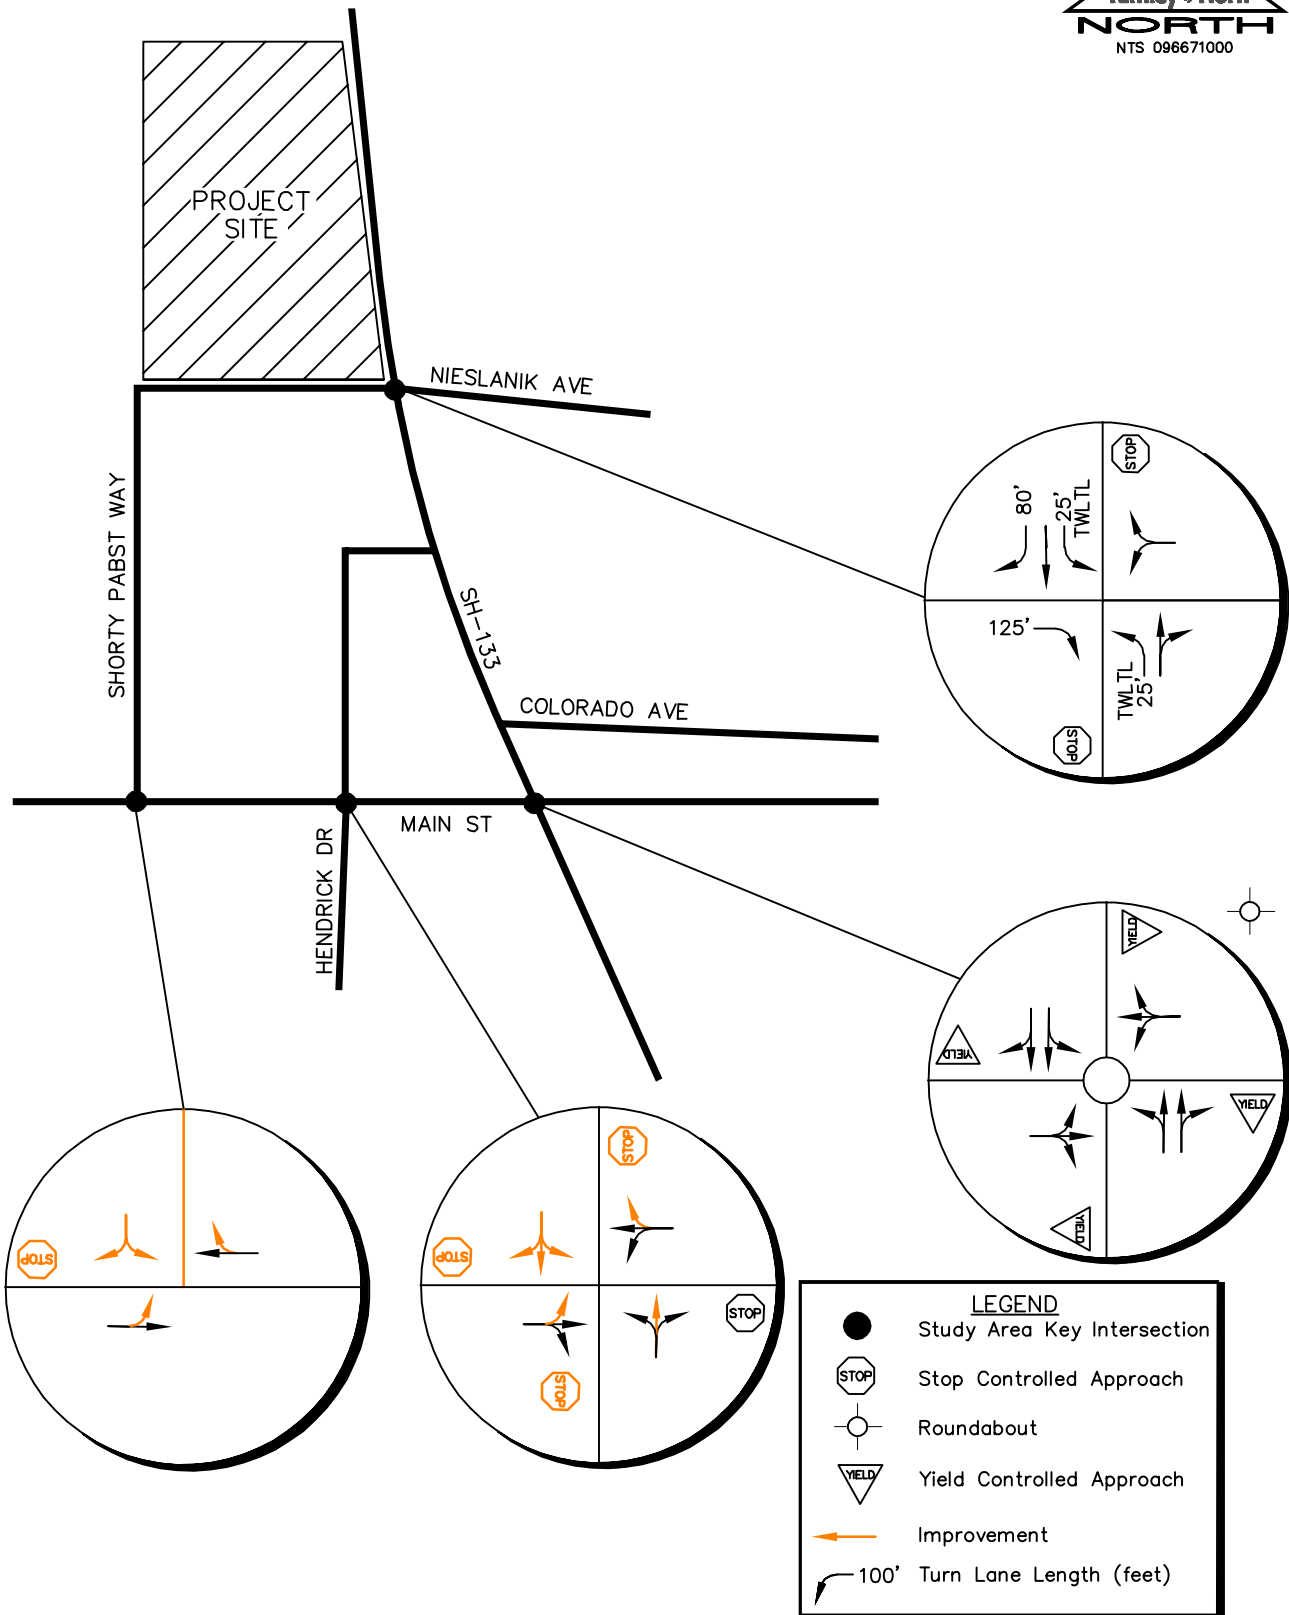 NORTH
NTS 096671000
PROJECT
SITE
NIESLANIK AVE
SHORTY PABST WAY
SH-133
COLORADO AVE
MAIN ST
HENDRICK DR
STOP
80'
25'
TWLTL
125'
TWLTL
25'
STOP
YIELD
YIELD
YIELD
YIELD
STOP
STOP
STOP
STOP
STOP
LEGEND
Study Area Key Intersection
STOP
Stop Controlled Approach
Roundabout
YIELD
Yield Controlled Approach
Improvement
100'
Turn Lane Length (feet)